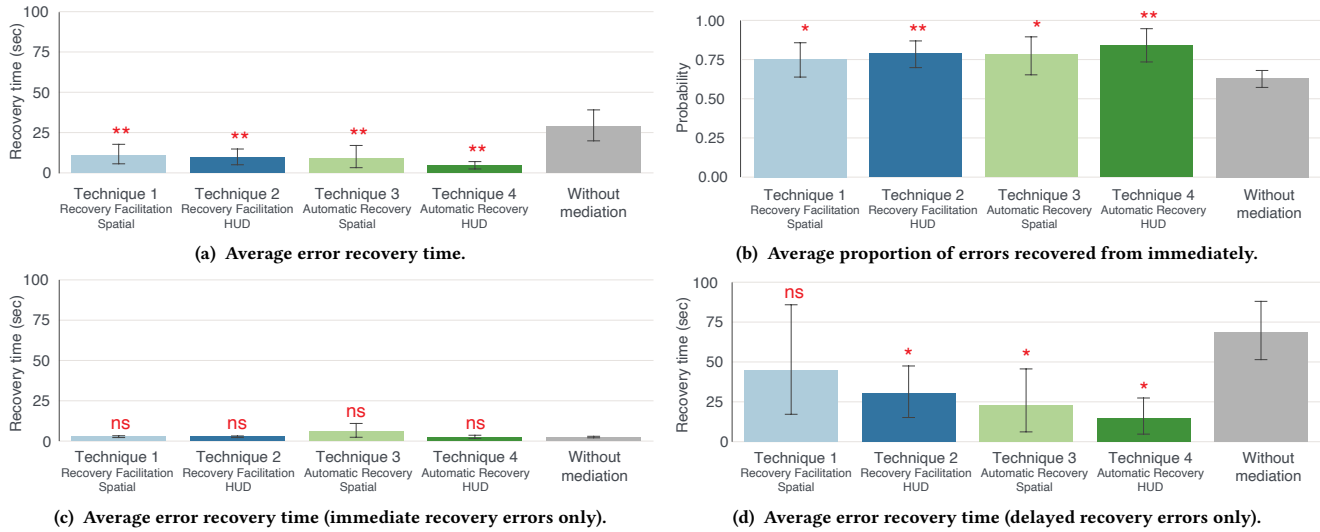 100
75
50
25
0
Recovery time (sec)
** ** ** **
Technique 1 Technique 2 Technique 3 Technique 4 Without
Recovery Facilitation Recovery Facilitation Automatic Recovery Automatic Recovery mediation
Spatial HUD Spatial HUD
(a) Average error recovery time.
1.00
0.75
0.50
0.25
0.00
Probability
* ** * **
Technique 1 Technique 2 Technique 3 Technique 4 Without
Recovery Facilitation Recovery Facilitation Automatic Recovery Automatic Recovery mediation
Spatial HUD Spatial HUD
(b) Average proportion of errors recovered from immediately.
100
75
50
25
0
Recovery time (sec)
ns ns ns ns
Technique 1 Technique 2 Technique 3 Technique 4 Without
Recovery Facilitation Recovery Facilitation Automatic Recovery Automatic Recovery mediation
Spatial HUD Spatial HUD
(c) Average error recovery time (immediate recovery errors only).
100
75
50
25
0
Recovery time (sec)
ns * * *
Technique 1 Technique 2 Technique 3 Technique 4 Without
Recovery Facilitation Recovery Facilitation Automatic Recovery Automatic Recovery mediation
Spatial HUD Spatial HUD
(d) Average error recovery time (delayed recovery errors only).